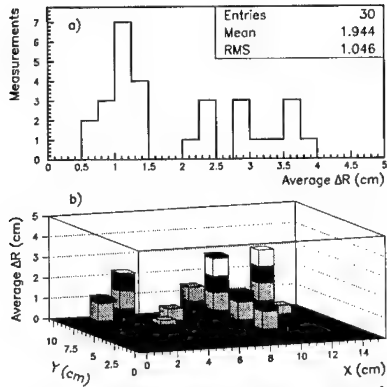 a)
Entries 30
Mean 1.944
RMS 1.046
Measurements
7
6
5
4
3
2
1
0
0 0.5 1 1.5 2 2.5 3 3.5 4 4.5 5
Average ΔR (cm)
b)
Average ΔR (cm)
5
4
3
2
1
0
10
7.5
5
2.5
0
Y (cm)
0 2 4 6 8 10 12 14
X (cm)